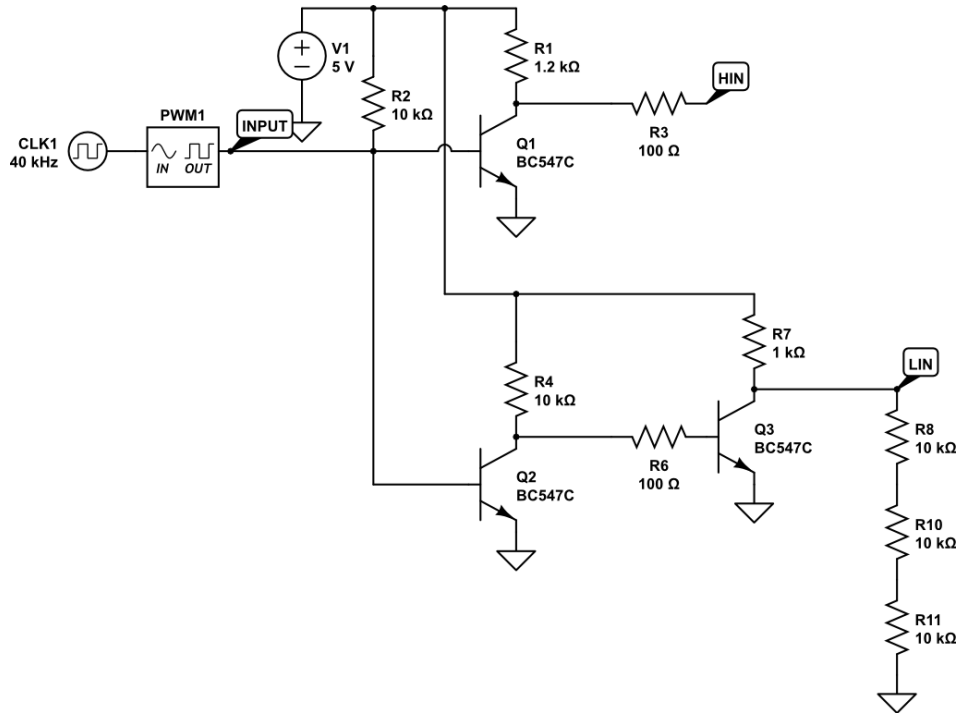 V1
5 V
R1
1.2 kΩ
HIN
R2
10 kΩ
PWM1
INPUT
CLK1
40 kHz
IN
OUT
R3
100 Ω
Q1
BC547C
R7
1 kΩ
LIN
R4
10 kΩ
Q3
BC547C
R8
10 kΩ
R6
100 Ω
Q2
BC547C
R10
10 kΩ
R11
10 kΩ